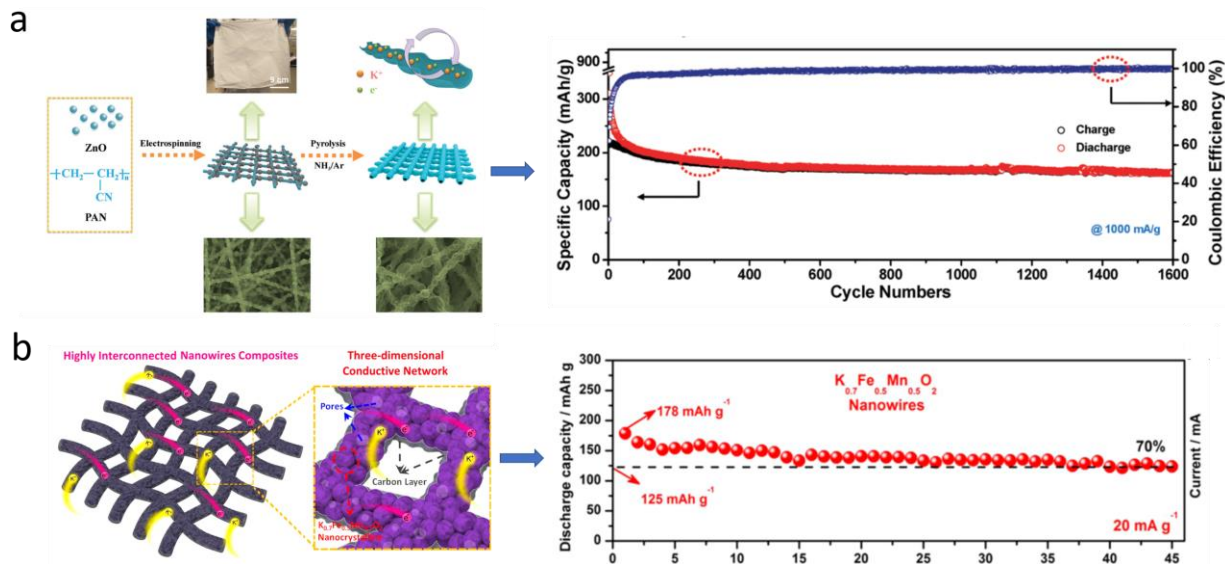 a
9 cm
ZnO
CH₂
CH₂
n
CN
PAN
Electrospinning
Pyrolysis
NH₃/Ar
K⁺
e⁻
Specific Capacity (mAh/g)
900
300
200
100
0
Coulombic Efficiency (%)
100
80
60
40
20
0
Charge
Diacharge
@ 1000 mA/g
0 200 400 600 800 1000 1200 1400 1600
Cycle Numbers
b
Highly Interconnected Nanowires Composites
Three-dimensional
Conductive Network
Pores
K⁺
e⁻
Carbon Layer
Discharge capacity / mAh g
300
250
200
150
100
50
0
K₀.₇Fe₀.₅Mn₀.₅O₂
Nanowires
178 mAh g⁻¹
125 mAh g⁻¹
70%
20 mA g⁻¹
Current / mA
0 5 10 15 20 25 30 35 40 45